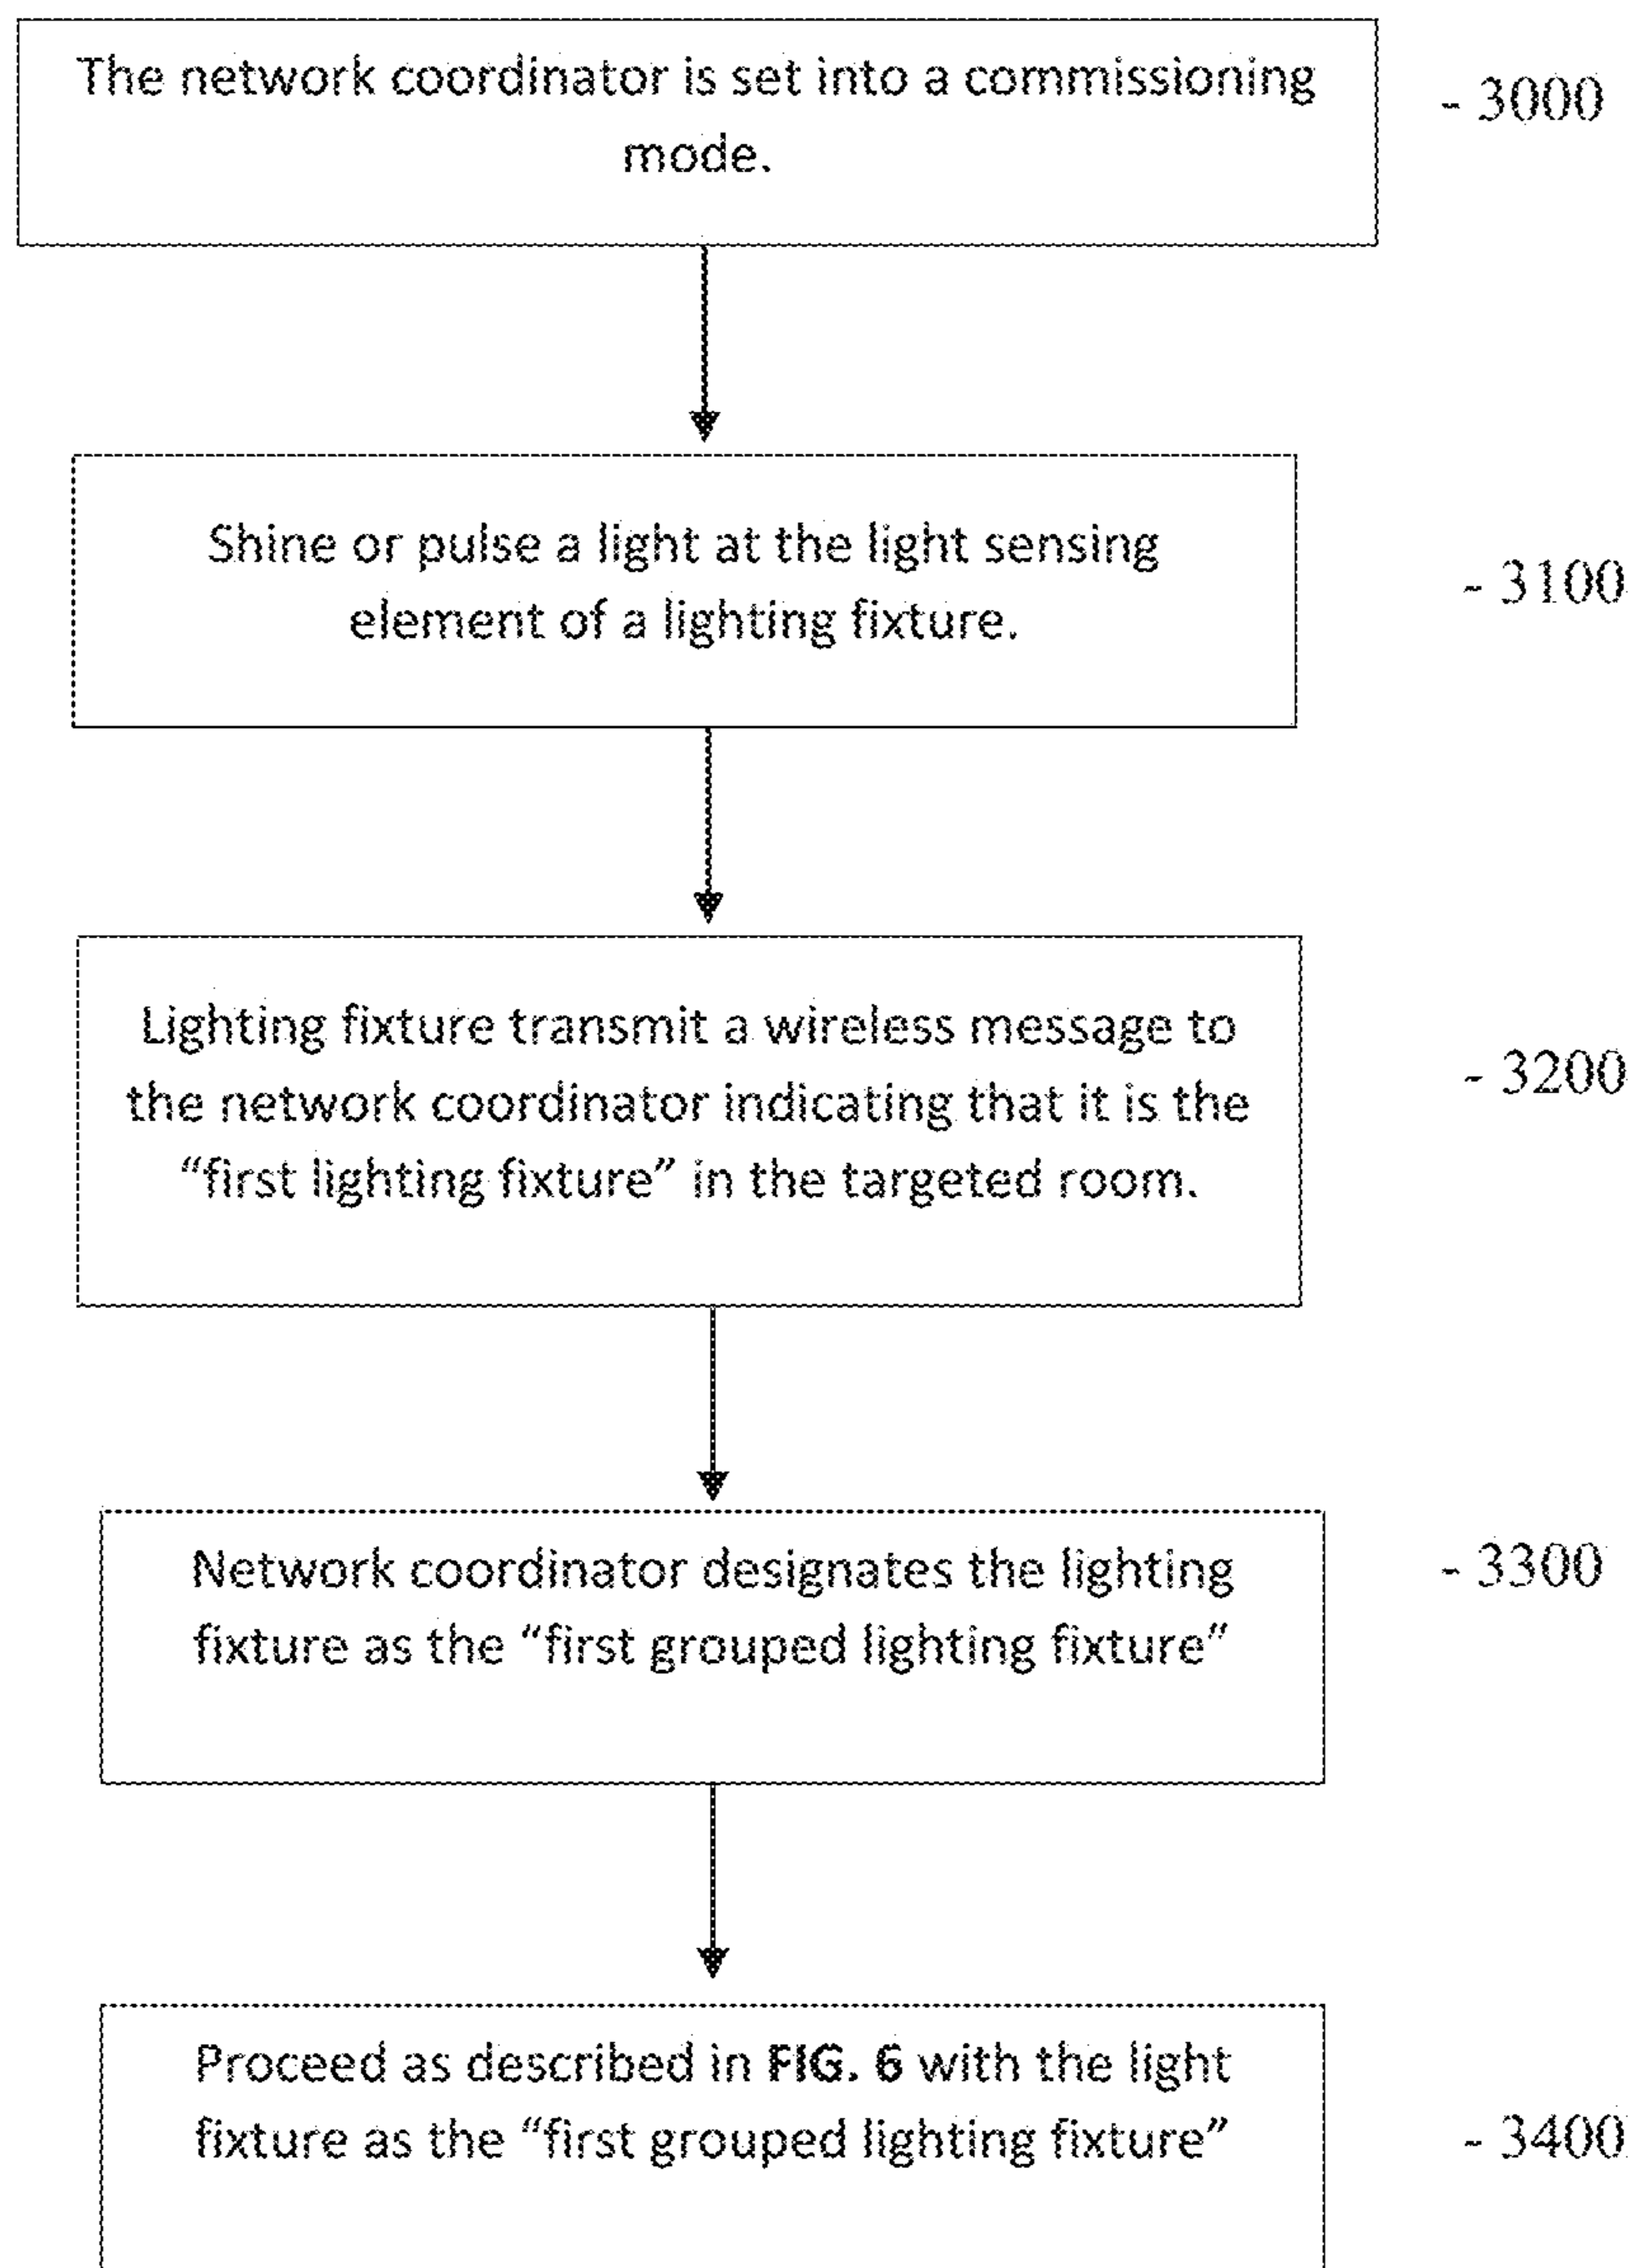 The network coordinator is set into a commissioning
mode.
- 3000
Shine or pulse a light at the light sensing
element of a lighting fixture.
- 3100
Lighting fixture transmit a wireless message to
the network coordinator indicating that it is the
“first lighting fixture” in the targeted room.
- 3200
Network coordinator designates the lighting
fixture as the “first grouped lighting fixture”
- 3300
Proceed as described in FIG. 6 with the light
fixture as the “first grouped lighting fixture”
- 3400